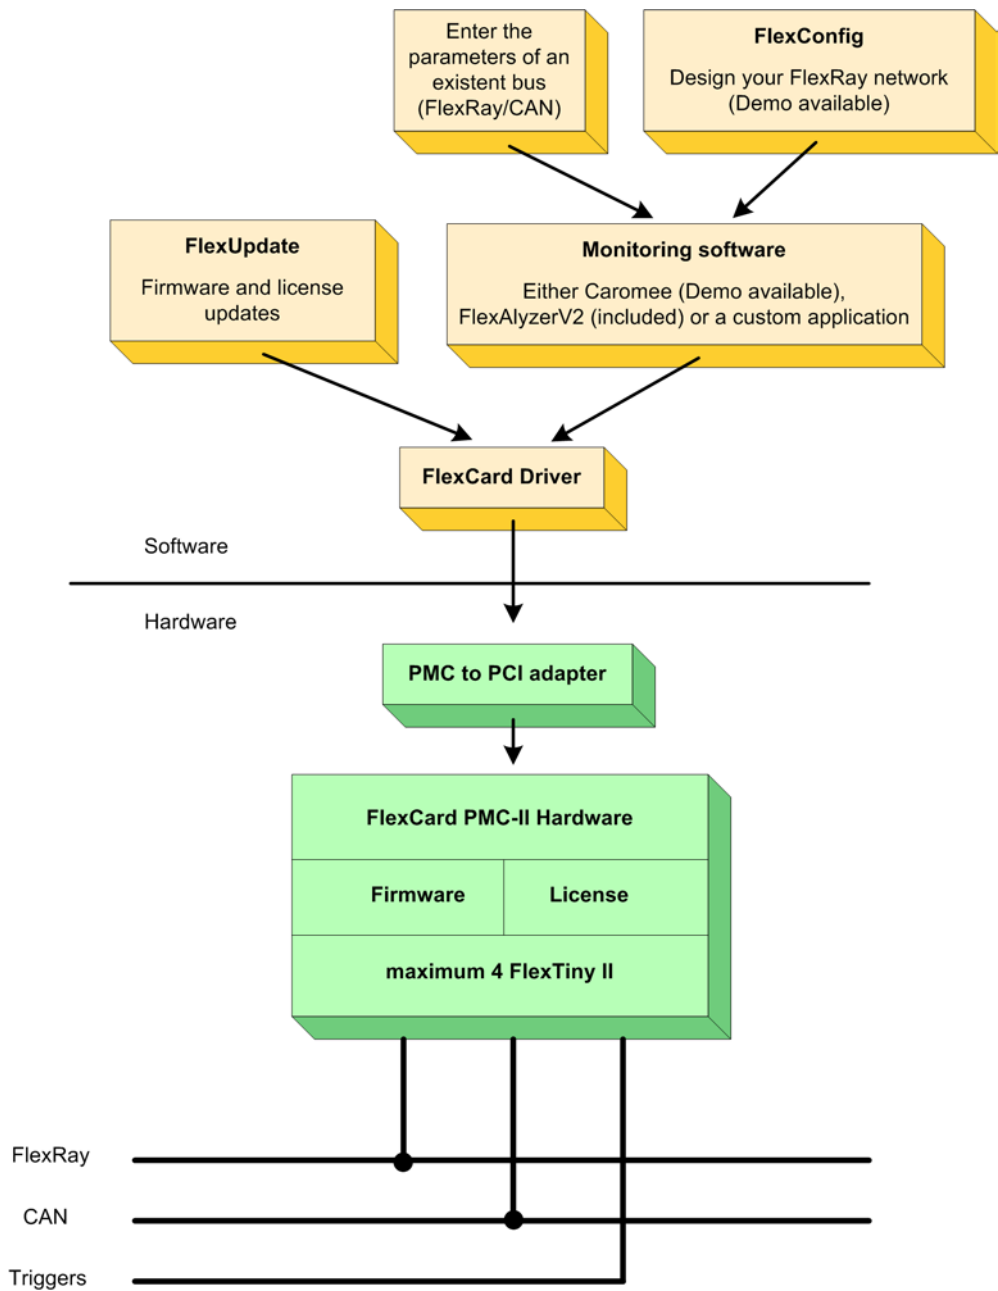 Enter the
parameters of an
existent bus
(FlexRay/CAN)
FlexConfig
Design your FlexRay network
(Demo available)
FlexUpdate
Firmware and license
updates
Monitoring software
Either Caromee (Demo available),
FlexAlyzerV2 (included) or a custom application
FlexCard Driver
Software
Hardware
PMC to PCI adapter
FlexCard PMC-II Hardware
Firmware
License
maximum 4 FlexTiny II
FlexRay
CAN
Triggers